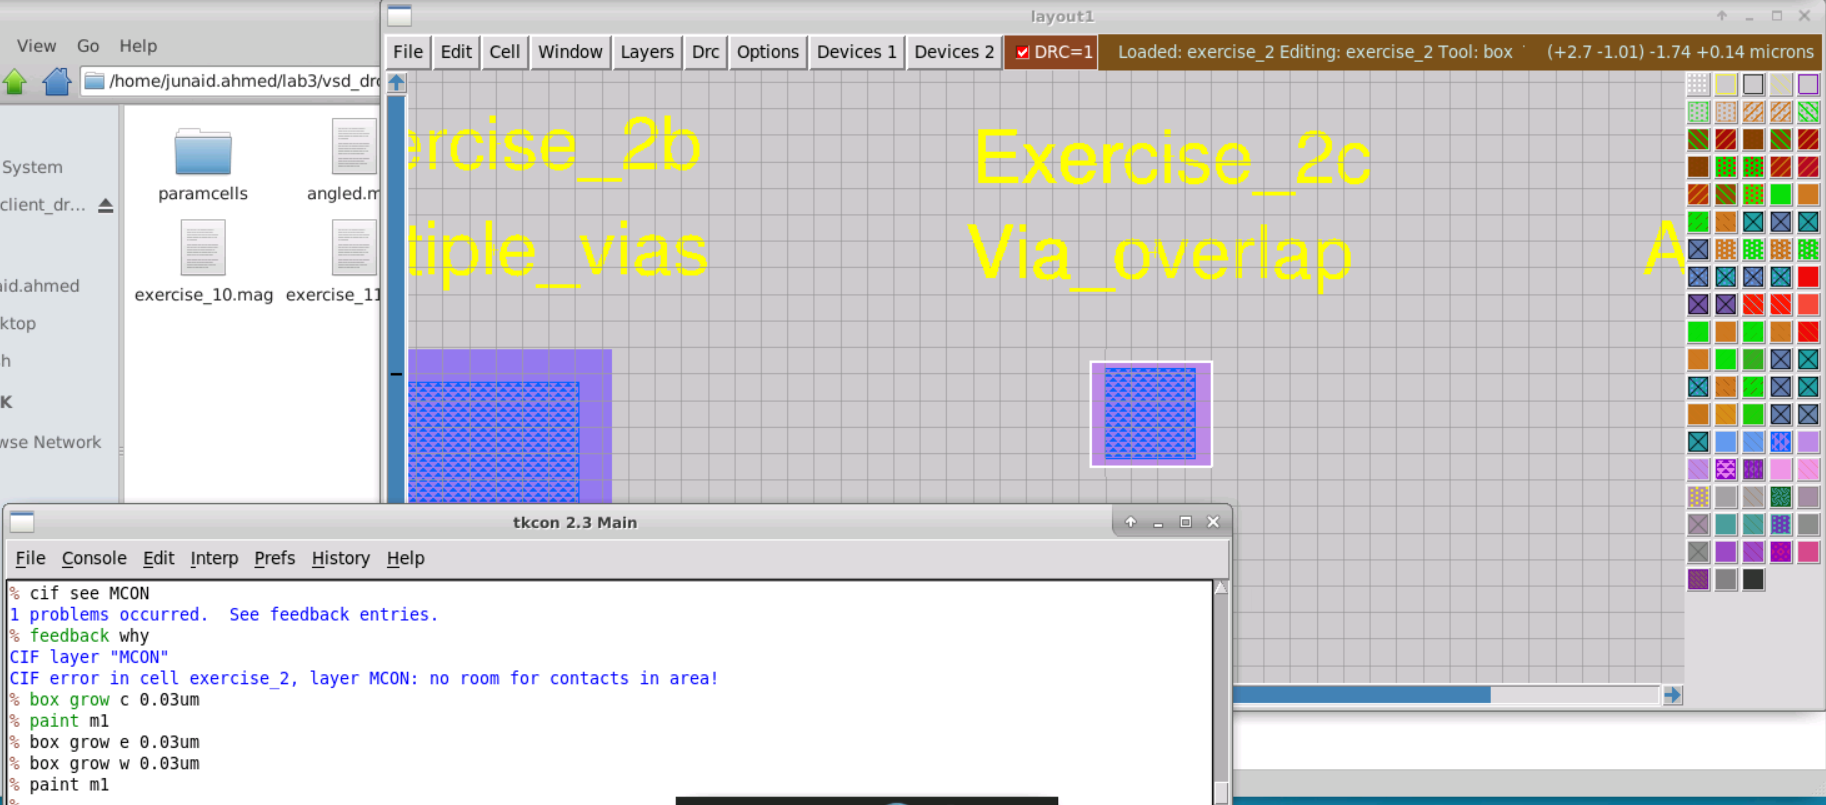 layout1
View Go Help
File Edit Cell Window Layers Drc Options Devices 1 Devices 2 DRC=1 Loaded: exercise_2 Editing: exercise_2 Tool: box (+2.7 -1.01) -1.74 +0.14 microns
/home/junaid.ahmed/lab3/vsd_dr
ercise_2b
Exercise_2c
System
paramcells
angled.m
client_dr...
tiple_vias
Via_overlap
A
aid.ahmed
exercise_10.mag
exercise_11
ktop
h
K
wse Network
tkcon 2.3 Main
File Console Edit Interp Prefs History Help
% cif see MCON
1 problems occurred.  See feedback entries.
% feedback why
CIF layer "MCON"
CIF error in cell exercise_2, layer MCON: no room for contacts in area!
% box grow c 0.03um
% paint m1
% box grow e 0.03um
% box grow w 0.03um
% paint m1
%